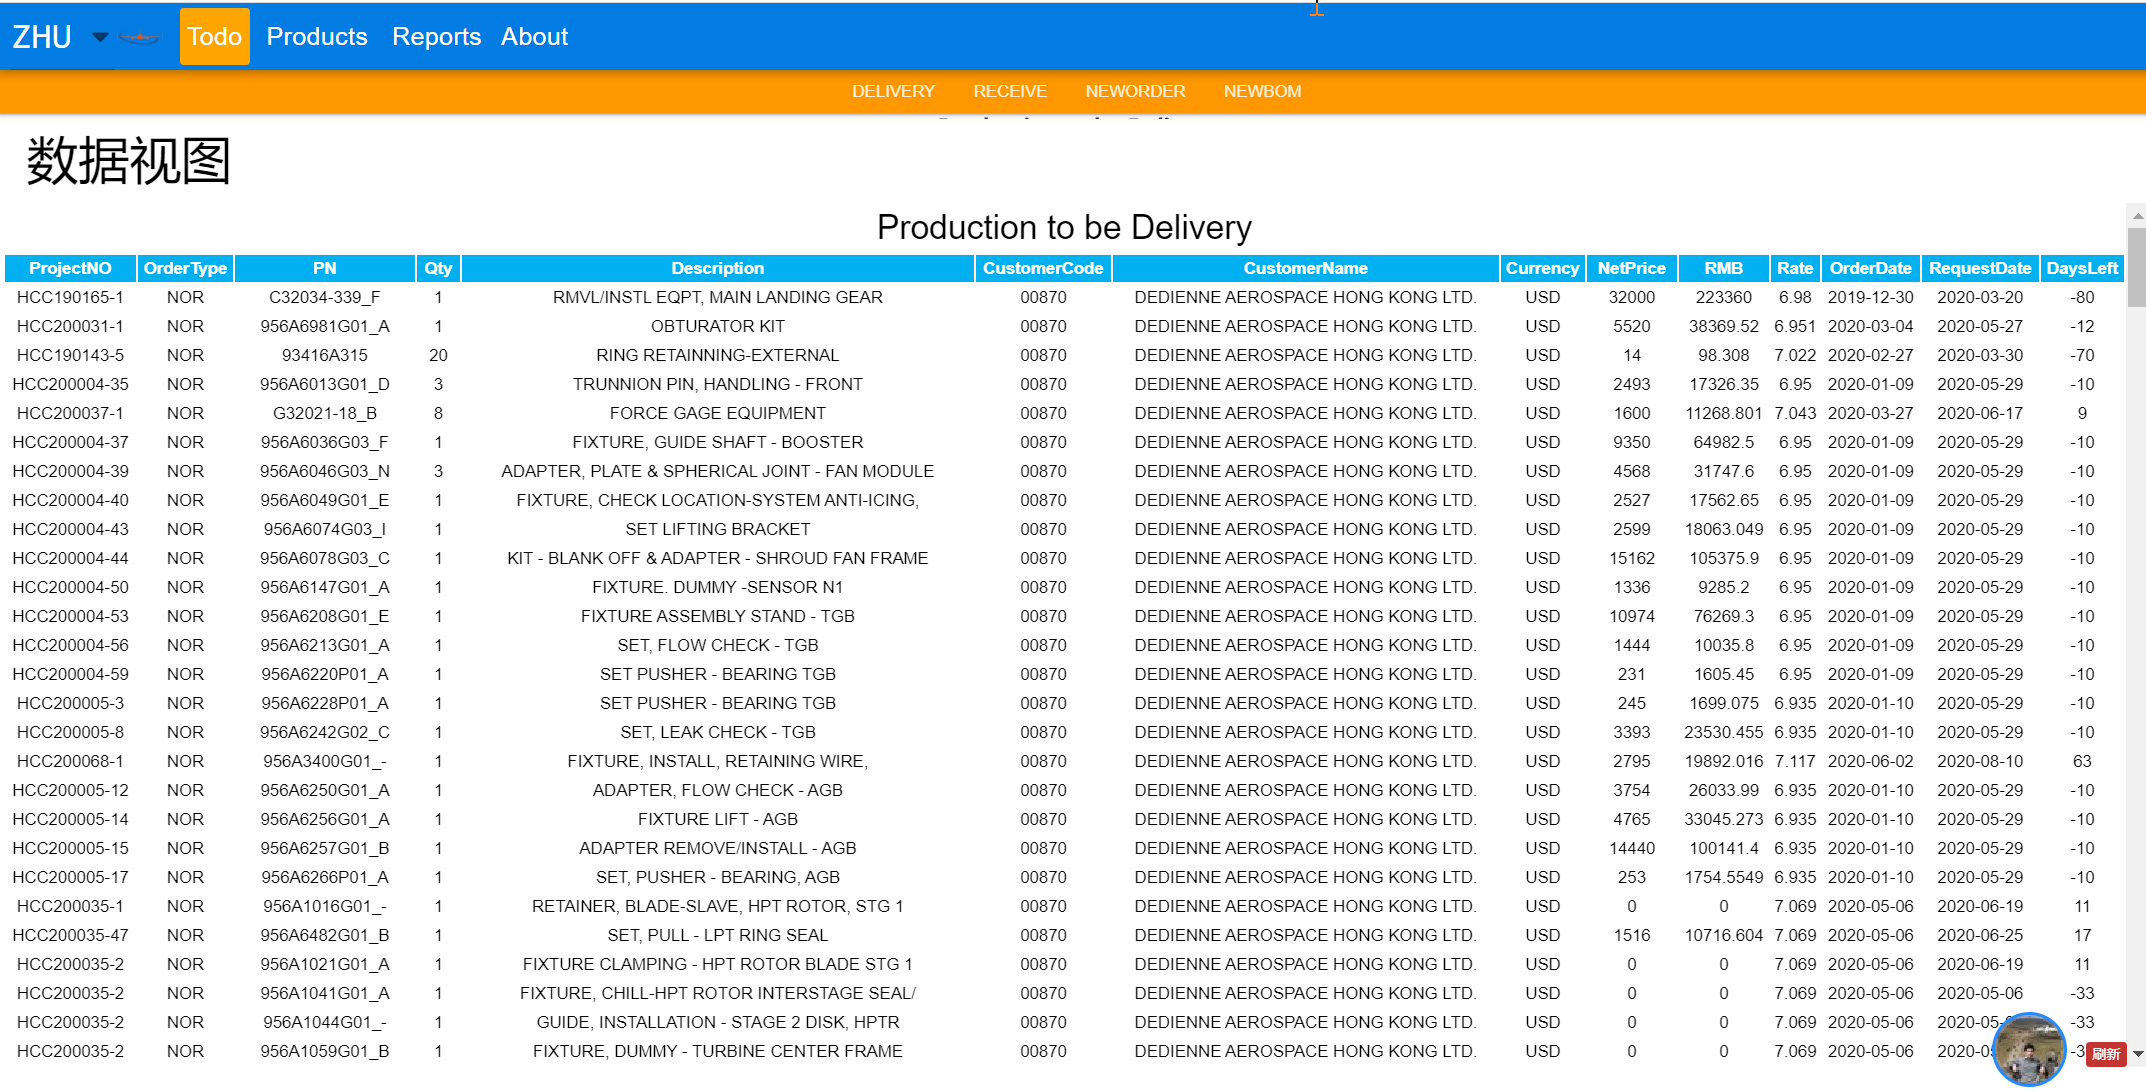 ZHU Todo Products Reports About
DELIVERY RECEIVE NEWORDER NEWBOM
数据视图
Production to be Delivery
ProjectNO OrderType PN Qty Description CustomerCode CustomerName Currency NetPrice RMB Rate OrderDate RequestDate DaysLeft
HCC190165-1 NOR C32034-339_F 1 RMVL/INSTL EQPT, MAIN LANDING GEAR 00870 DEDIENNE AEROSPACE HONG KONG LTD. USD 32000 223360 6.98 2019-12-30 2020-03-20 -80
HCC200031-1 NOR 956A6981G01_A 1 OBTURATOR KIT 00870 DEDIENNE AEROSPACE HONG KONG LTD. USD 5520 38369.52 6.951 2020-03-04 2020-05-27 -12
HCC190143-5 NOR 93416A315 20 RING RETAINNING-EXTERNAL 00870 DEDIENNE AEROSPACE HONG KONG LTD. USD 14 98.308 7.022 2020-02-27 2020-03-30 -70
HCC200004-35 NOR 956A6013G01_D 3 TRUNNION PIN, HANDLING - FRONT 00870 DEDIENNE AEROSPACE HONG KONG LTD. USD 2493 17326.35 6.95 2020-01-09 2020-05-29 -10
HCC200037-1 NOR G32021-18_B 8 FORCE GAGE EQUIPMENT 00870 DEDIENNE AEROSPACE HONG KONG LTD. USD 1600 11268.801 7.043 2020-03-27 2020-06-17 9
HCC200004-37 NOR 956A6036G03_F 1 FIXTURE, GUIDE SHAFT - BOOSTER 00870 DEDIENNE AEROSPACE HONG KONG LTD. USD 9350 64982.5 6.95 2020-01-09 2020-05-29 -10
HCC200004-39 NOR 956A6046G03_N 3 ADAPTER, PLATE & SPHERICAL JOINT - FAN MODULE 00870 DEDIENNE AEROSPACE HONG KONG LTD. USD 4568 31747.6 6.95 2020-01-09 2020-05-29 -10
HCC200004-40 NOR 956A6049G01_E 1 FIXTURE, CHECK LOCATION-SYSTEM ANTI-ICING, 00870 DEDIENNE AEROSPACE HONG KONG LTD. USD 2527 17562.65 6.95 2020-01-09 2020-05-29 -10
HCC200004-43 NOR 956A6074G03_I 1 SET LIFTING BRACKET 00870 DEDIENNE AEROSPACE HONG KONG LTD. USD 2599 18063.049 6.95 2020-01-09 2020-05-29 -10
HCC200004-44 NOR 956A6078G03_C 1 KIT - BLANK OFF & ADAPTER - SHROUD FAN FRAME 00870 DEDIENNE AEROSPACE HONG KONG LTD. USD 15162 105375.9 6.95 2020-01-09 2020-05-29 -10
HCC200004-50 NOR 956A6147G01_A 1 FIXTURE. DUMMY -SENSOR N1 00870 DEDIENNE AEROSPACE HONG KONG LTD. USD 1336 9285.2 6.95 2020-01-09 2020-05-29 -10
HCC200004-53 NOR 956A6208G01_E 1 FIXTURE ASSEMBLY STAND - TGB 00870 DEDIENNE AEROSPACE HONG KONG LTD. USD 10974 76269.3 6.95 2020-01-09 2020-05-29 -10
HCC200004-56 NOR 956A6213G01_A 1 SET, FLOW CHECK - TGB 00870 DEDIENNE AEROSPACE HONG KONG LTD. USD 1444 10035.8 6.95 2020-01-09 2020-05-29 -10
HCC200004-59 NOR 956A6220P01_A 1 SET PUSHER - BEARING TGB 00870 DEDIENNE AEROSPACE HONG KONG LTD. USD 231 1605.45 6.95 2020-01-09 2020-05-29 -10
HCC200005-3 NOR 956A6228P01_A 1 SET PUSHER - BEARING TGB 00870 DEDIENNE AEROSPACE HONG KONG LTD. USD 245 1699.075 6.935 2020-01-10 2020-05-29 -10
HCC200005-8 NOR 956A6242G02_C 1 SET, LEAK CHECK - TGB 00870 DEDIENNE AEROSPACE HONG KONG LTD. USD 3393 23530.455 6.935 2020-01-10 2020-05-29 -10
HCC200068-1 NOR 956A3400G01_- 1 FIXTURE, INSTALL, RETAINING WIRE, 00870 DEDIENNE AEROSPACE HONG KONG LTD. USD 2795 19892.016 7.117 2020-06-02 2020-08-10 63
HCC200005-12 NOR 956A6250G01_A 1 ADAPTER, FLOW CHECK - AGB 00870 DEDIENNE AEROSPACE HONG KONG LTD. USD 3754 26033.99 6.935 2020-01-10 2020-05-29 -10
HCC200005-14 NOR 956A6256G01_A 1 FIXTURE LIFT - AGB 00870 DEDIENNE AEROSPACE HONG KONG LTD. USD 4765 33045.273 6.935 2020-01-10 2020-05-29 -10
HCC200005-15 NOR 956A6257G01_B 1 ADAPTER REMOVE/INSTALL - AGB 00870 DEDIENNE AEROSPACE HONG KONG LTD. USD 14440 100141.4 6.935 2020-01-10 2020-05-29 -10
HCC200005-17 NOR 956A6266P01_A 1 SET, PUSHER - BEARING, AGB 00870 DEDIENNE AEROSPACE HONG KONG LTD. USD 253 1754.5549 6.935 2020-01-10 2020-05-29 -10
HCC200035-1 NOR 956A1016G01_- 1 RETAINER, BLADE-SLAVE, HPT ROTOR, STG 1 00870 DEDIENNE AEROSPACE HONG KONG LTD. USD 0 0 7.069 2020-05-06 2020-06-19 11
HCC200035-47 NOR 956A6482G01_B 1 SET, PULL - LPT RING SEAL 00870 DEDIENNE AEROSPACE HONG KONG LTD. USD 1516 10716.604 7.069 2020-05-06 2020-06-25 17
HCC200035-2 NOR 956A1021G01_A 1 FIXTURE CLAMPING - HPT ROTOR BLADE STG 1 00870 DEDIENNE AEROSPACE HONG KONG LTD. USD 0 0 7.069 2020-05-06 2020-06-19 11
HCC200035-2 NOR 956A1041G01_A 1 FIXTURE, CHILL-HPT ROTOR INTERSTAGE SEAL/ 00870 DEDIENNE AEROSPACE HONG KONG LTD. USD 0 0 7.069 2020-05-06 2020-05-06 -33
HCC200035-2 NOR 956A1044G01_- 1 GUIDE, INSTALLATION - STAGE 2 DISK, HPTR 00870 DEDIENNE AEROSPACE HONG KONG LTD. USD 0 0 7.069 2020-05-06 -33
HCC200035-2 NOR 956A1059G01_B 1 FIXTURE, DUMMY - TURBINE CENTER FRAME 00870 DEDIENNE AEROSPACE HONG KONG LTD. USD 0 0 7.069 2020-05-06
刷新